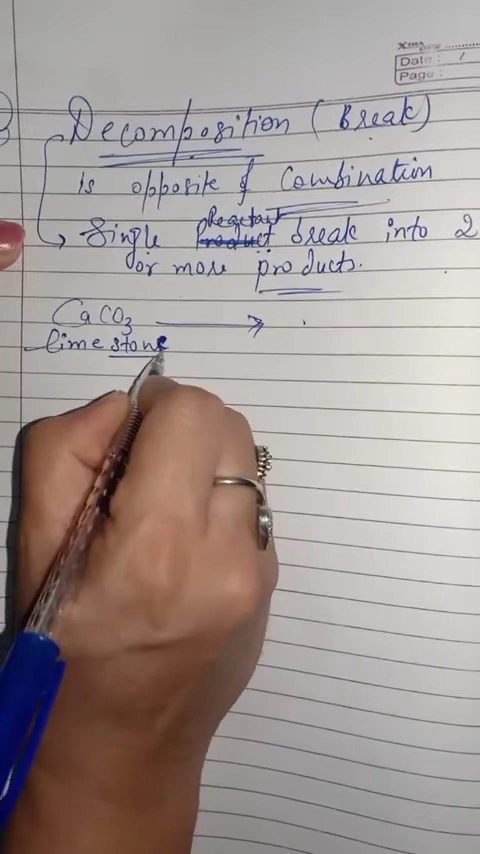 Date : /
Page :
Decomposition (Break)
is opposite of Combination
Reactant
→ Single product break into 2
or more products.
CaCO₃ →
lime stone